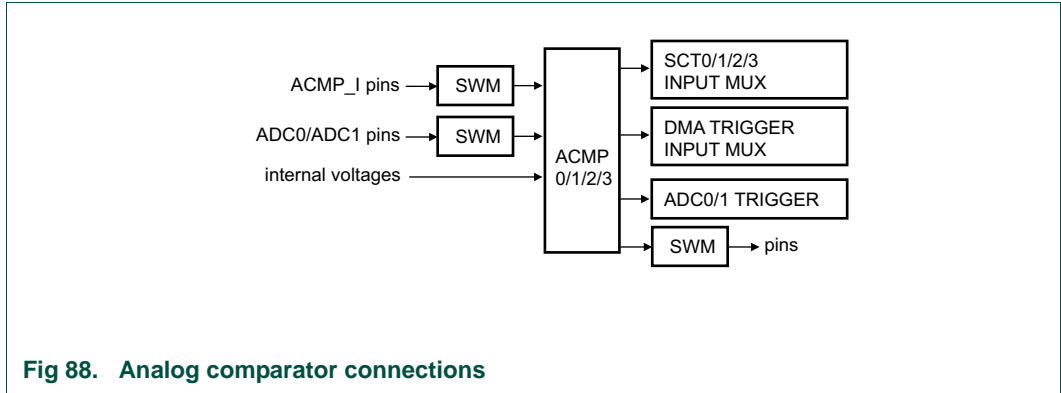 ACMP_I pins
SWM
ADC0/ADC1 pins
SWM
internal voltages
ACMP
0/1/2/3
SCT0/1/2/3
INPUT MUX
DMA TRIGGER
INPUT MUX
ADC0/1 TRIGGER
SWM
pins
Fig 88. Analog comparator connections